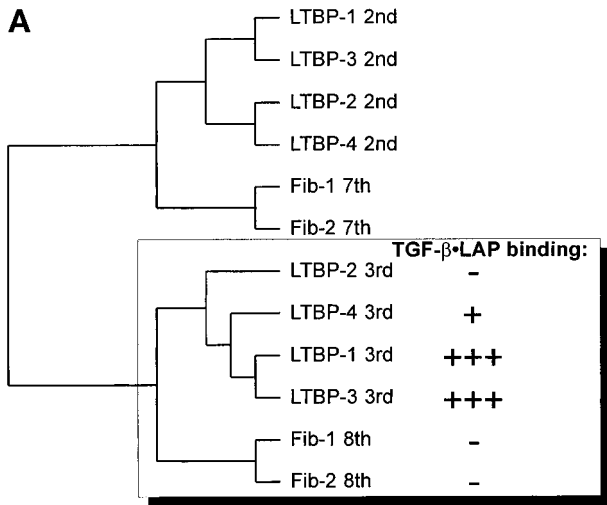 A
LTBP-1 2nd
LTBP-3 2nd
LTBP-2 2nd
LTBP-4 2nd
Fib-1 7th
Fib-2 7th
TGF-β•LAP binding:
LTBP-2 3rd -
LTBP-4 3rd +
LTBP-1 3rd +++
LTBP-3 3rd +++
Fib-1 8th -
Fib-2 8th -